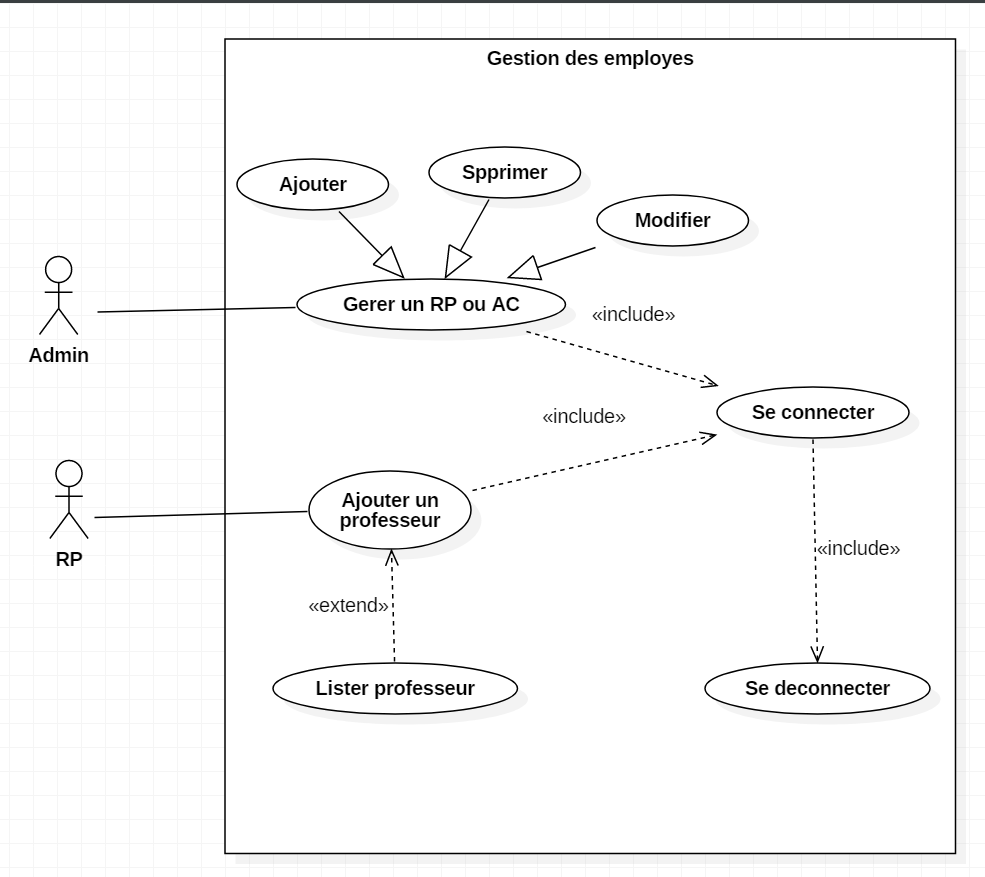 Gestion des employes
Ajouter
Spprimer
Modifier
Gerer un RP ou AC
«include»
Admin
Se connecter
«include»
Ajouter un
professeur
RP
«include»
«extend»
Lister professeur
Se deconnecter